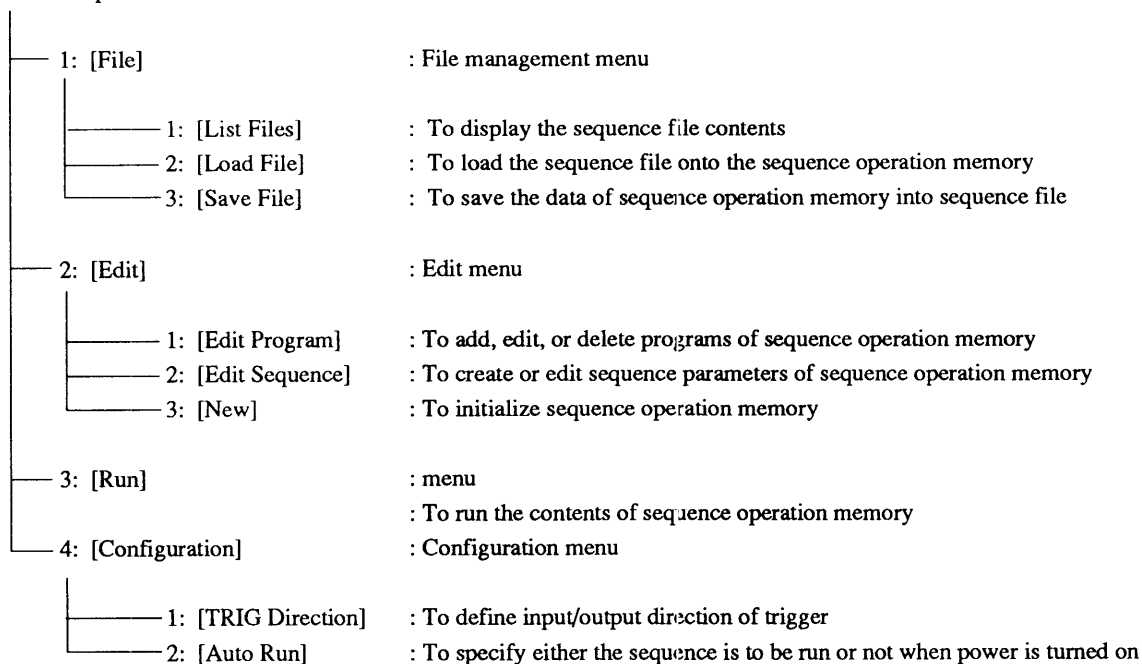 1: [File] : File management menu
1: [List Files] : To display the sequence file contents
2: [Load File] : To load the sequence file onto the sequence operation memory
3: [Save File] : To save the data of sequence operation memory into sequence file
2: [Edit] : Edit menu
1: [Edit Program] : To add, edit, or delete programs of sequence operation memory
2: [Edit Sequence] : To create or edit sequence parameters of sequence operation memory
3: [New] : To initialize sequence operation memory
3: [Run] : menu
: To run the contents of sequence operation memory
4: [Configuration] : Configuration menu
1: [TRIG Direction] : To define input/output direction of trigger
2: [Auto Run] : To specify either the sequence is to be run or not when power is turned on